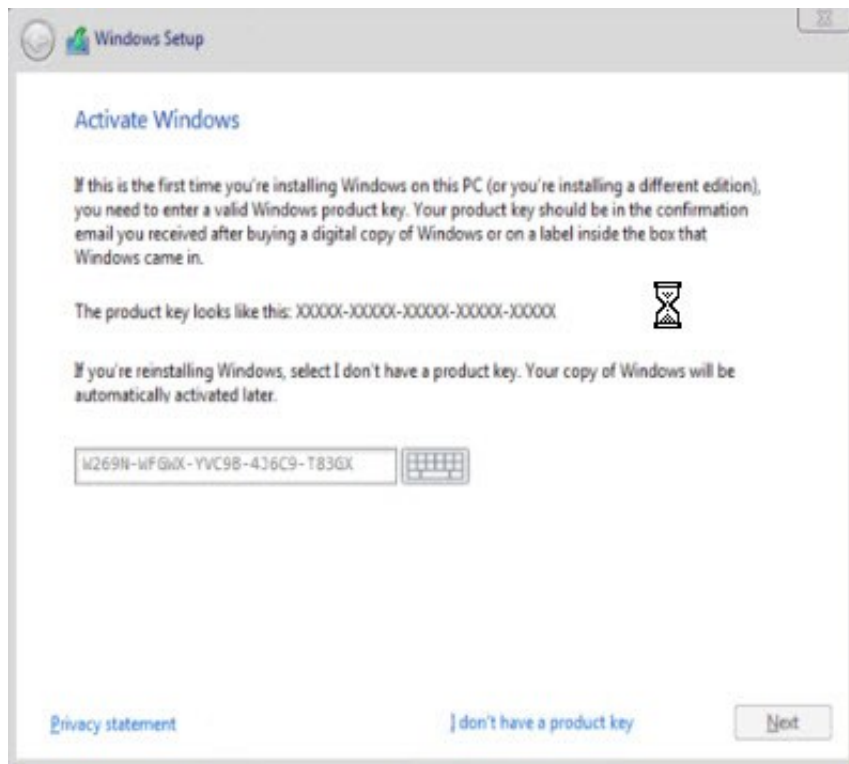 Windows Setup
Activate Windows
If this is the first time you're installing Windows on this PC (or you're installing a different edition),
you need to enter a valid Windows product key. Your product key should be in the confirmation
email you received after buying a digital copy of Windows or on a label inside the box that
Windows came in.
The product key looks like this: XXXXX-XXXXX-XXXXX-XXXXX-XXXXX
If you're reinstalling Windows, select I don't have a product key. Your copy of Windows will be
automatically activated later.
W269N-WFGWX-YVC9B-4J6C9-T83GX
Privacy statement
I don't have a product key
Next